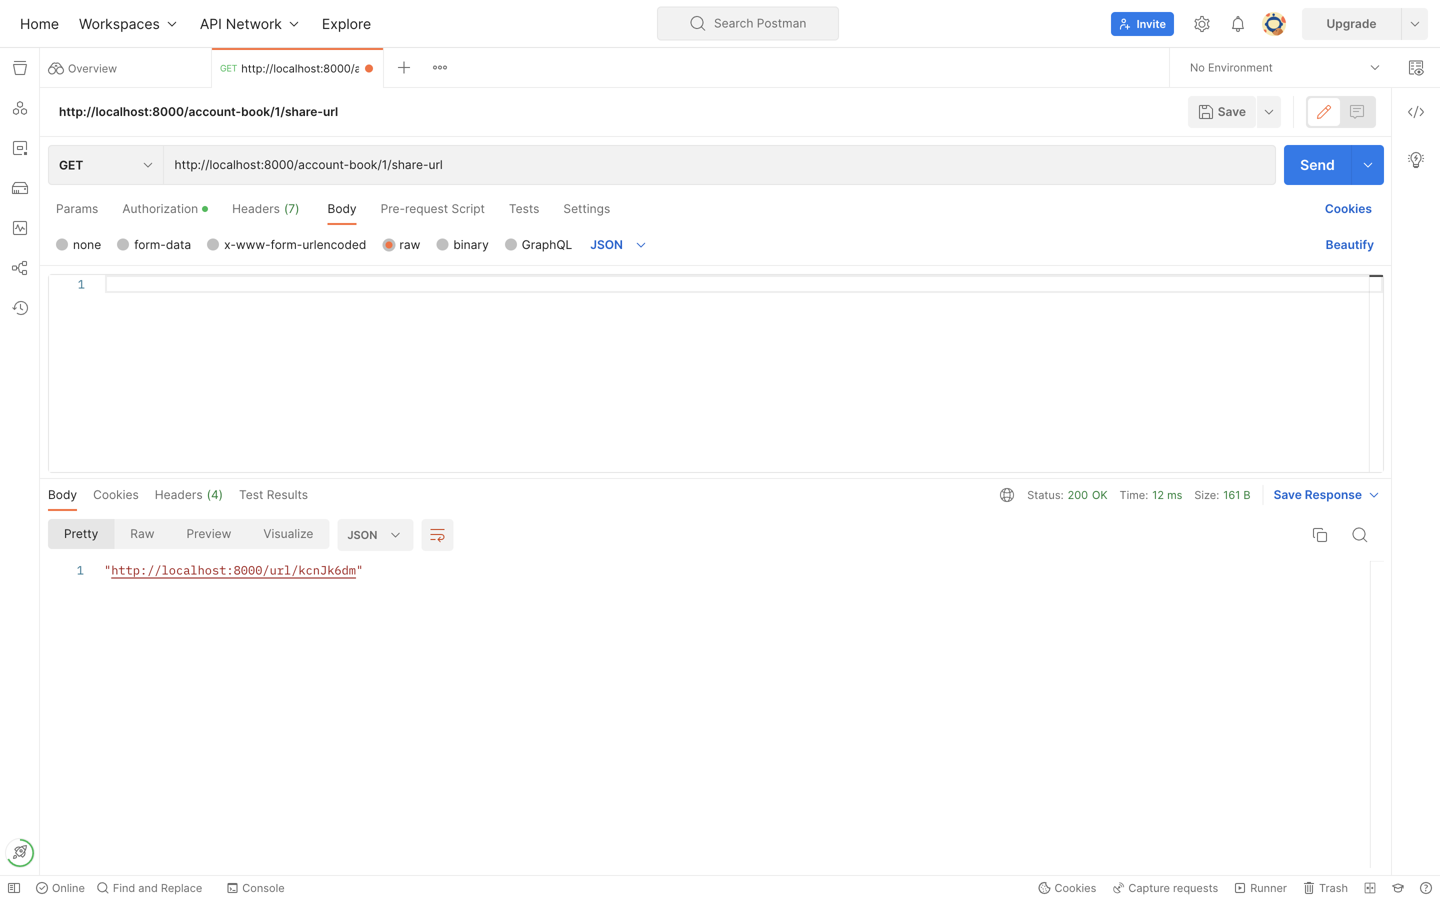 Home Workspaces API Network Explore Search Postman Invite Upgrade
Overview GET http://localhost:8000/a No Environment
http://localhost:8000/account-book/1/share-url Save
GET http://localhost:8000/account-book/1/share-url Send
Params Authorization Headers (7) Body Pre-request Script Tests Settings Cookies
none form-data x-www-form-urlencoded raw binary GraphQL JSON Beautify
1
Body Cookies Headers (4) Test Results Status: 200 OK Time: 12 ms Size: 161 B Save Response
Pretty Raw Preview Visualize JSON
1 "http://localhost:8000/url/kcnJk6dm"
Online Find and Replace Console Cookies Capture requests Runner Trash